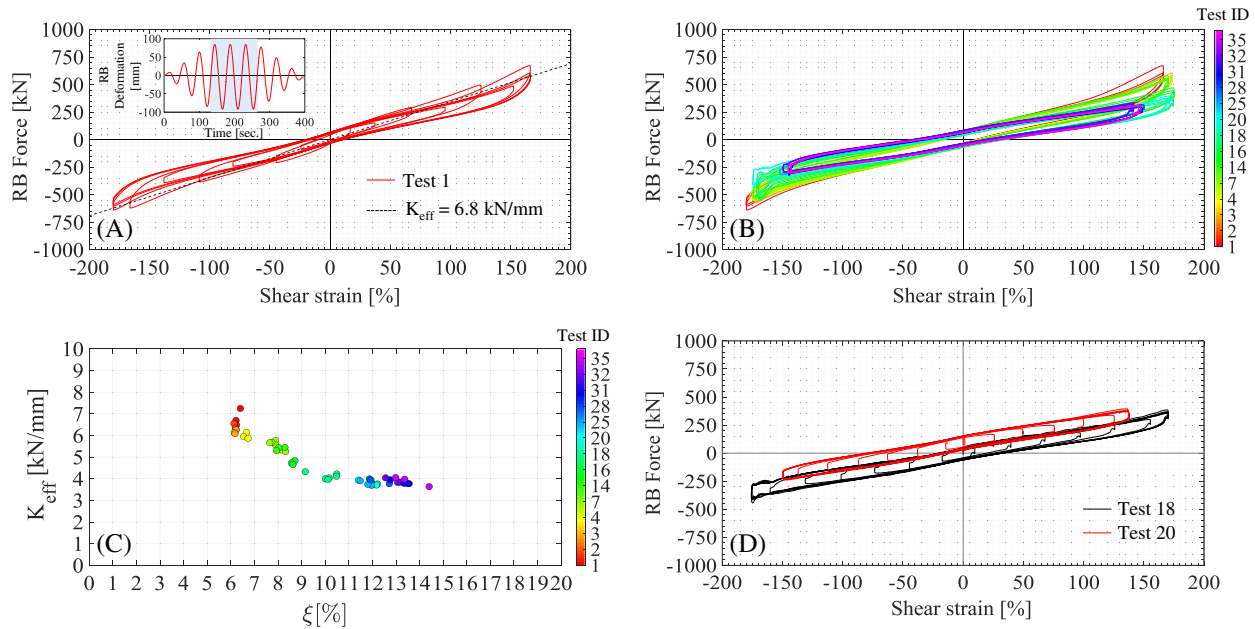 1000
750
500
250
0
-250
-500
-750
-1000
RB Force [kN]
100
50
0
-50
-100
RB
Deformation
[mm]
0 100 200 300 400
Time [sec.]
Test 1
K_eff = 6.8 kN/mm
(A)
-200 -150 -100 -50 0 50 100 150 200
Shear strain [%]
1000
750
500
250
0
-250
-500
-750
-1000
RB Force [kN]
(B)
-200 -150 -100 -50 0 50 100 150 200
Shear strain [%]
Test ID
35
36
31
28
25
20
18
14
7
4
3
2
1
10
9
8
7
6
5
4
3
2
1
0
K_eff [kN/mm]
(C)
0 1 2 3 4 5 6 7 8 9 10 11 12 13 14 15 16 17 18 19 20
ξ[%]
Test ID
35
36
31
28
25
20
18
14
7
4
3
2
1
1000
750
500
250
0
-250
-500
-750
-1000
RB Force [kN]
Test 18
Test 20
(D)
-200 -150 -100 -50 0 50 100 150 200
Shear strain [%]